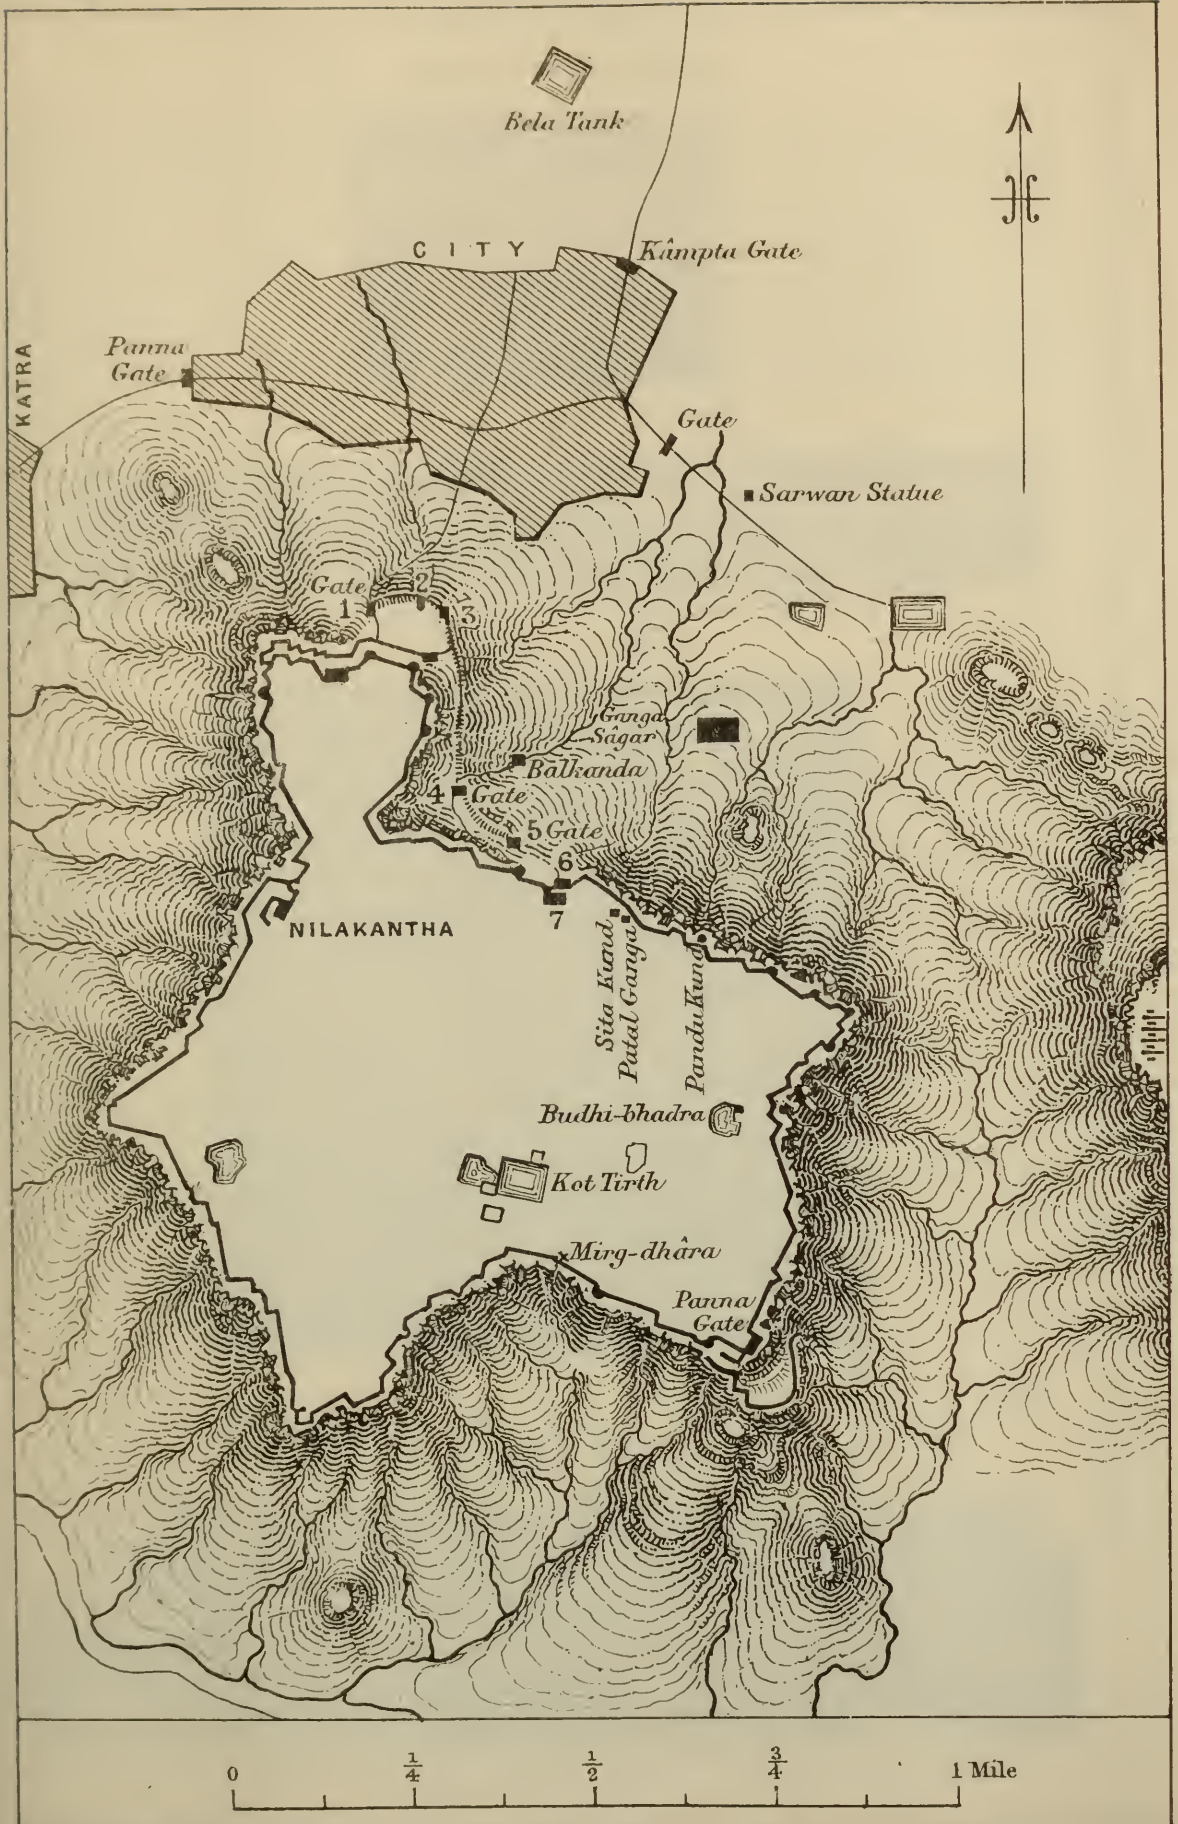 Bela Tank
CITY
Kâmpta Gate
Panna
Gate
KATRA
Gate
Sarwan Statue
Gate
1
2
3
Ganga
Sâgar
Balkanda
4 Gate
5 Gate
6
7
NILAKANTHA
Sita Kund
Patal Ganga
Pandu Kund
Budhi-bhadra
Kot Tirth
Mirg-dhâra
Panna
Gate
0 1/4 1/2 3/4 1 Mile